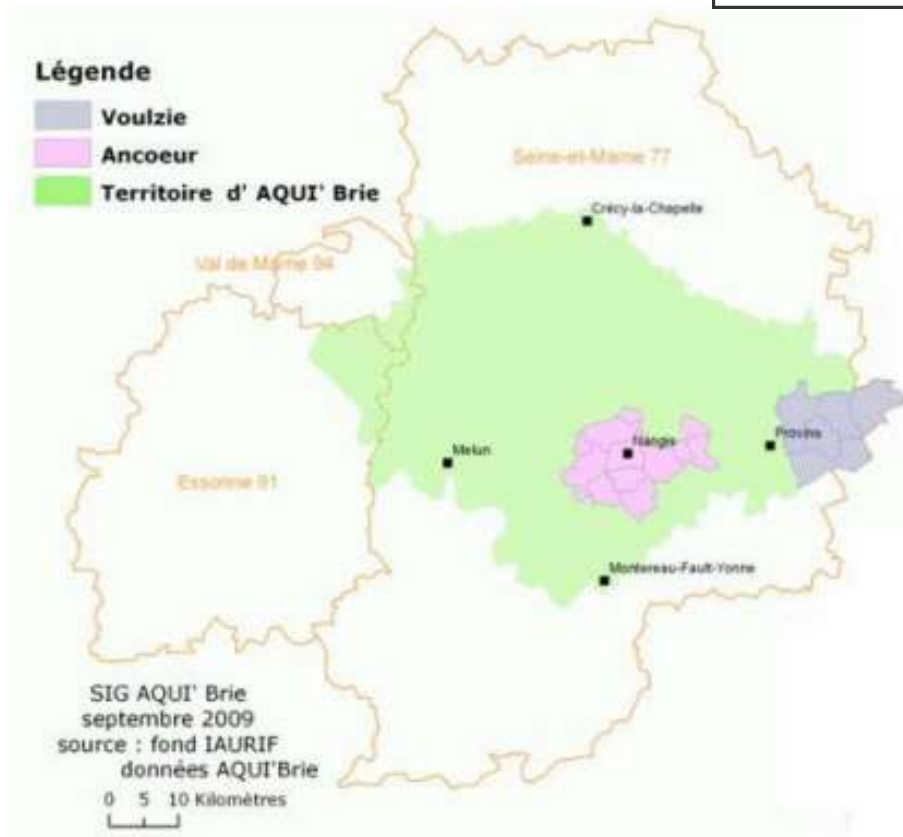 Légende
Voulzie
Ancoeur
Territoire d' AQUI' Brie
Seine-et-Marne 77
Crécy-la-Chapelle
Val de Marne 94
Nangis
Provins
Melun
Essonne 91
Montereau-Fault-Yonne
SIG AQUI' Brie
septembre 2009
source : fond IAURIF
données AQUI'Brie
0 5 10 Kilomètres